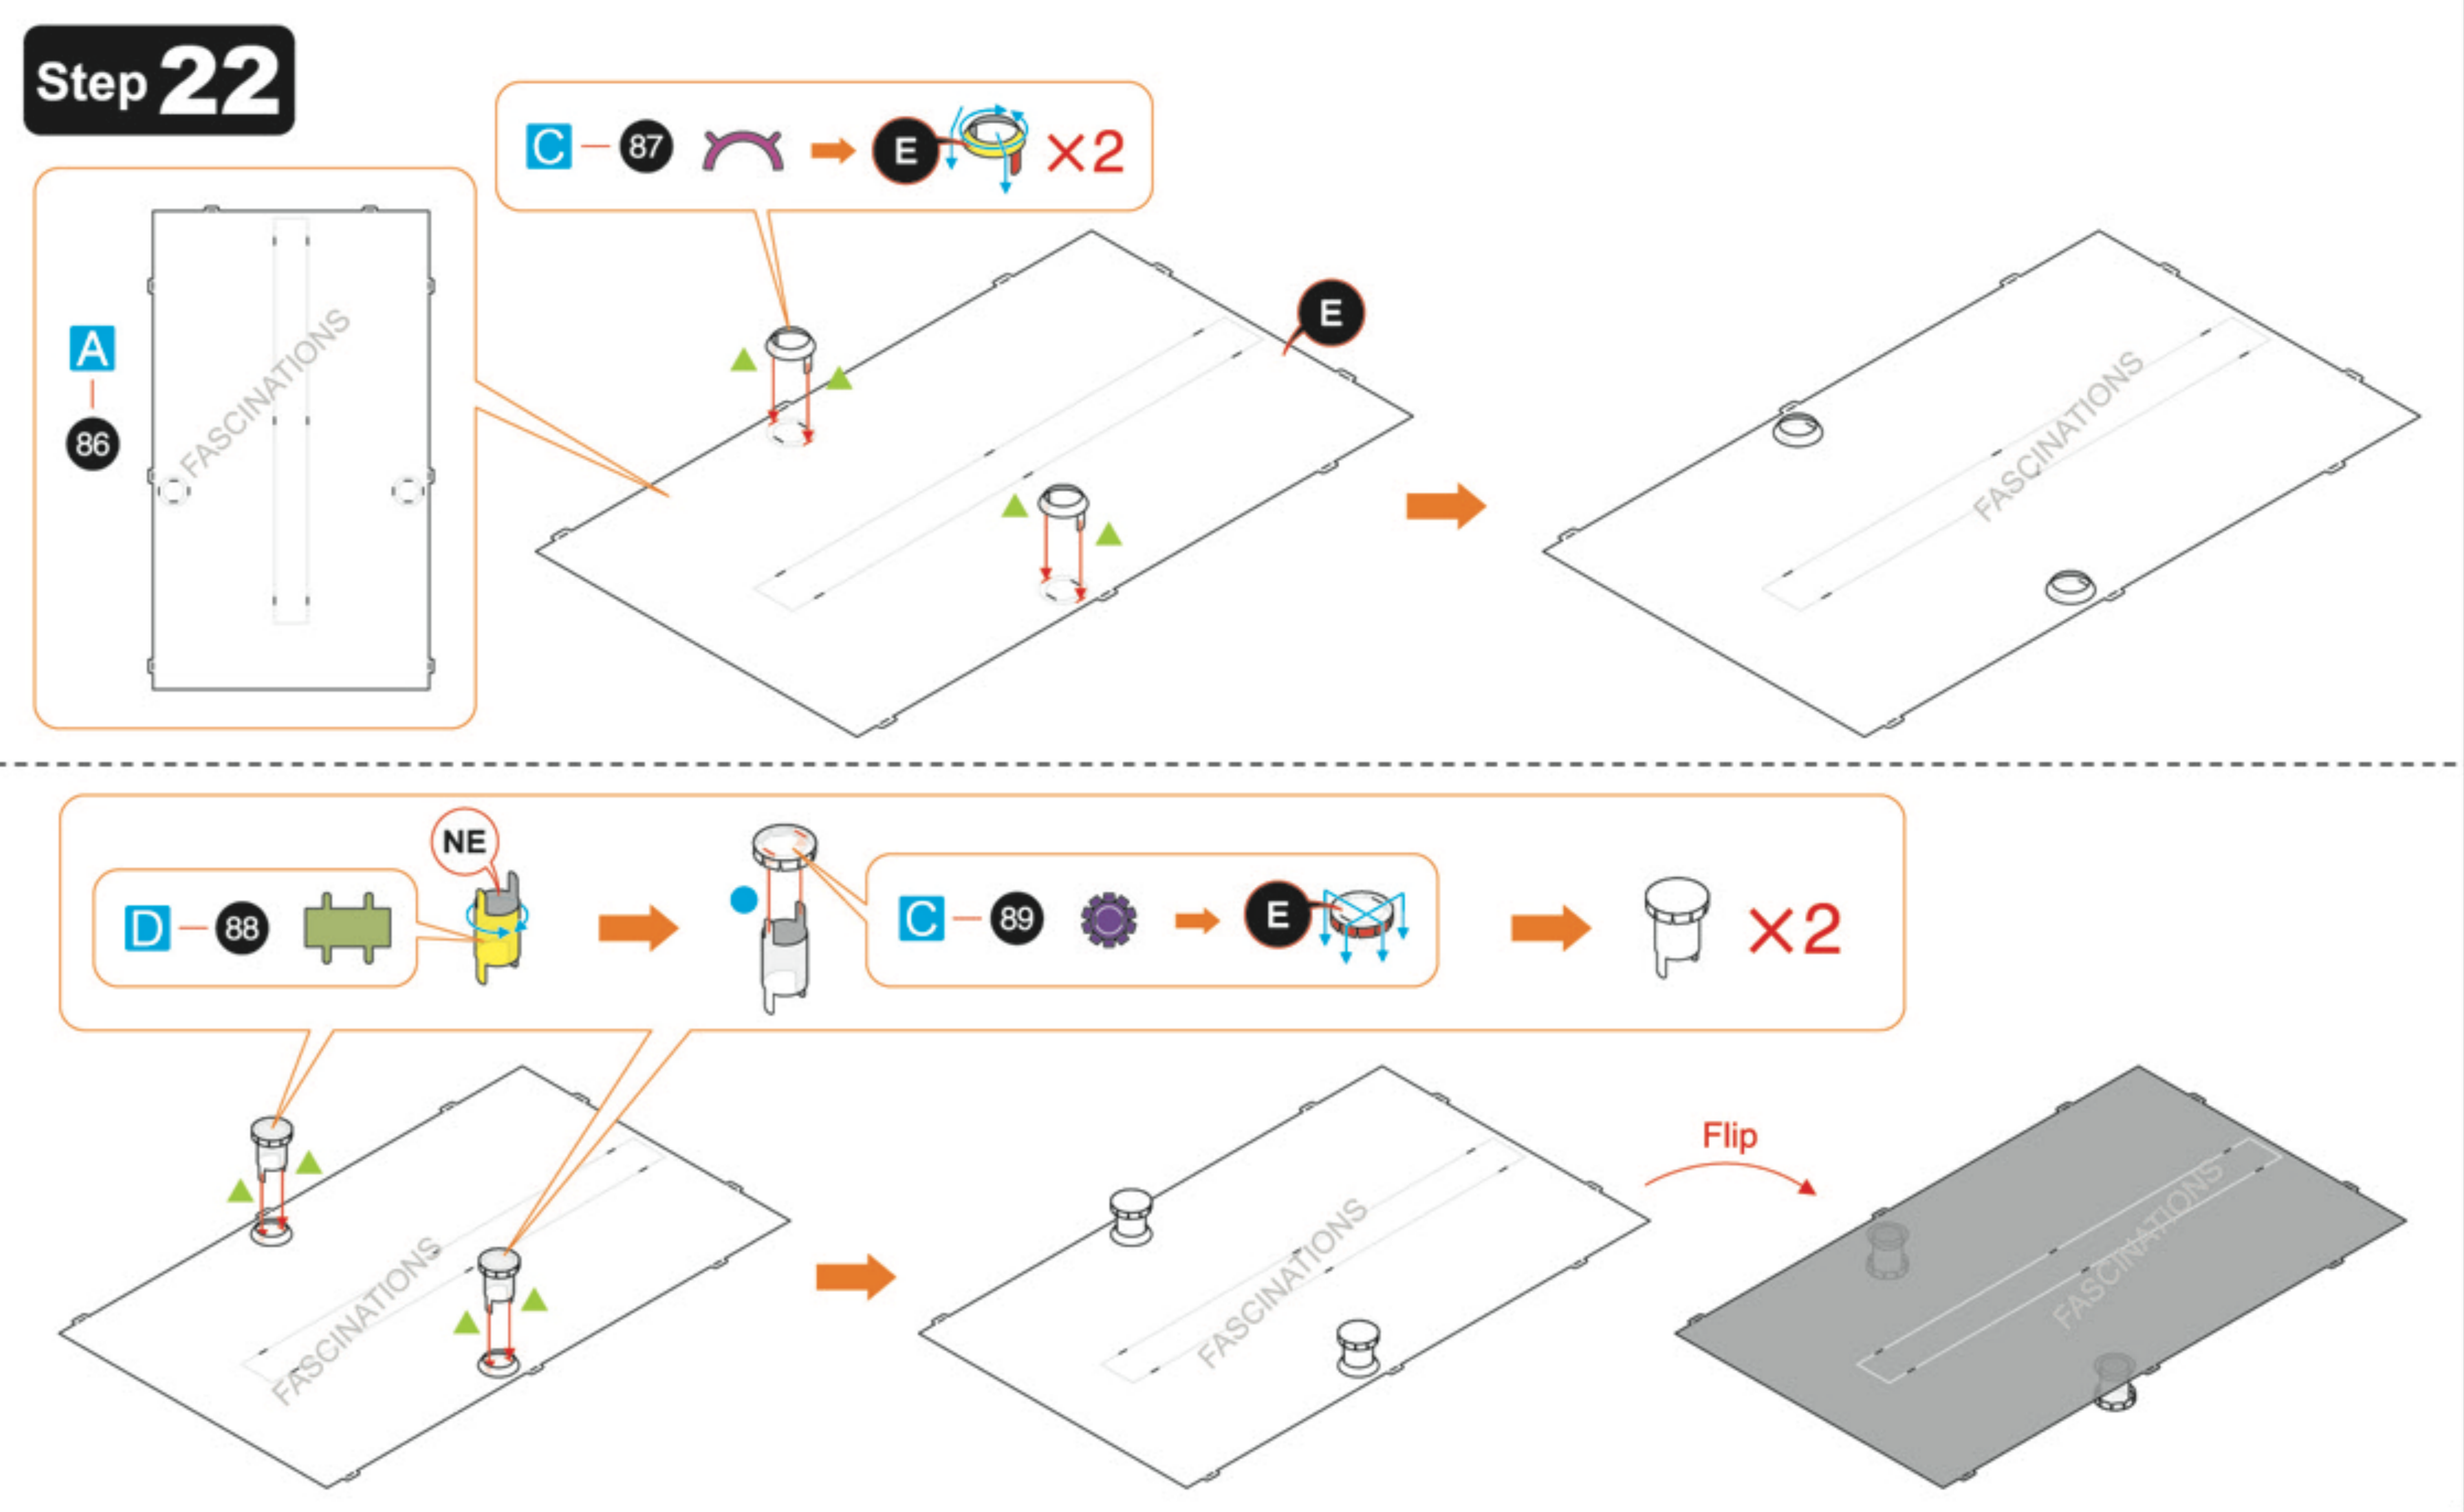 Step 22
C 87 E ×2
A
86
FASCINATIONS
E
FASCINATIONS
NE
D 88
C 89 E ×2
FASCINATIONS
FASCINATIONS
Flip
FASCINATIONS